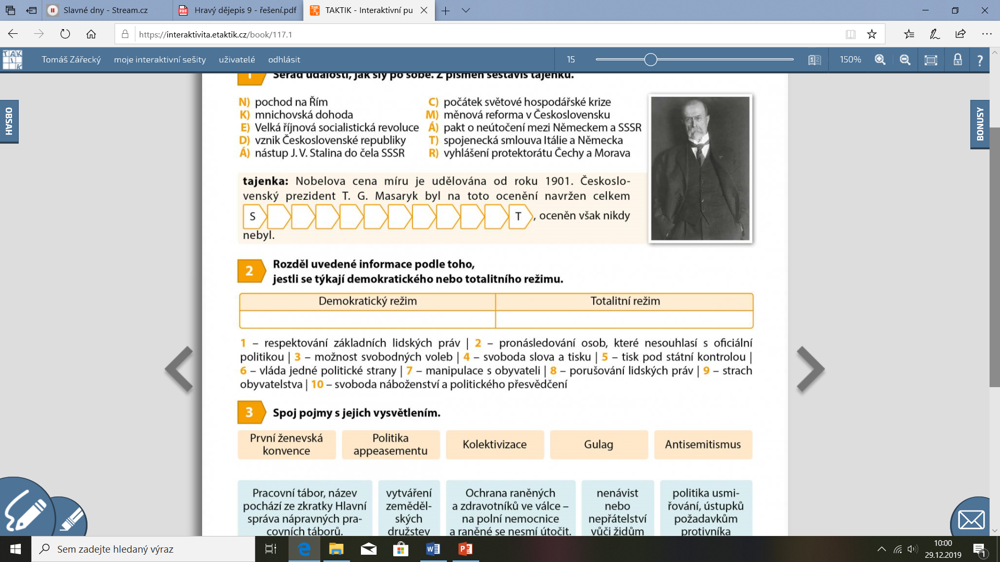 Slavné dny - Stream.cz
Hravý dějepis 9 - řešení.pdf
TAKTIK - Interaktivní pu
https://interaktivita.etaktik.cz/book/117.1
TAKTIK
Tomáš Zářecký moje interaktivní sešity uživatelé odhlásit
15
150%
OBSAH
BONUSY
1 Seřaď události, jak šly po sobě. Z písmen sestavíš tajenku.
N) pochod na Řím
K) mnichovská dohoda
E) Velká říjnová socialistická revoluce
D) vznik Československé republiky
Á) nástup J. V. Stalina do čela SSSR
C) počátek světové hospodářské krize
M) měnová reforma v Československu
Á) pakt o neútočení mezi Německem a SSSR
T) spojenecká smlouva Itálie a Německa
R) vyhlášení protektorátu Čechy a Morava
tajenka: Nobelova cena míru je udělována od roku 1901. Českoslo-
venský prezident T. G. Masaryk byl na toto ocenění navržen celkem
S T , oceněn však nikdy
nebyl.
2 Rozděl uvedené informace podle toho,
jestli se týkají demokratického nebo totalitního režimu.
Demokratický režim Totalitní režim
1 – respektování základních lidských práv | 2 – pronásledování osob, které nesouhlasí s oficiální
politikou | 3 – možnost svobodných voleb | 4 – svoboda slova a tisku | 5 – tisk pod státní kontrolou |
6 – vláda jedné politické strany | 7 – manipulace s obyvateli | 8 – porušování lidských práv | 9 – strach
obyvatelstva | 10 – svoboda náboženství a politického přesvědčení
3 Spoj pojmy s jejich vysvětlením.
První ženevská
konvence
Politika
appeasementu
Kolektivizace
Gulag
Antisemitismus
Pracovní tábor, název
pochází ze zkratky Hlavní
správa nápravných pra-
covních táborů.
vytváření
zeměděl-
ských
družstev
Ochrana raněných
a zdravotníků ve válce –
na polní nemocnice
a raněné se nesmí útočit.
nenávist
nebo
nepřátelství
vůči židům
politika usmi-
řování, ústupků
požadavkům
protivníka
Sem zadejte hledaný výraz
10:00
29.12.2019
1